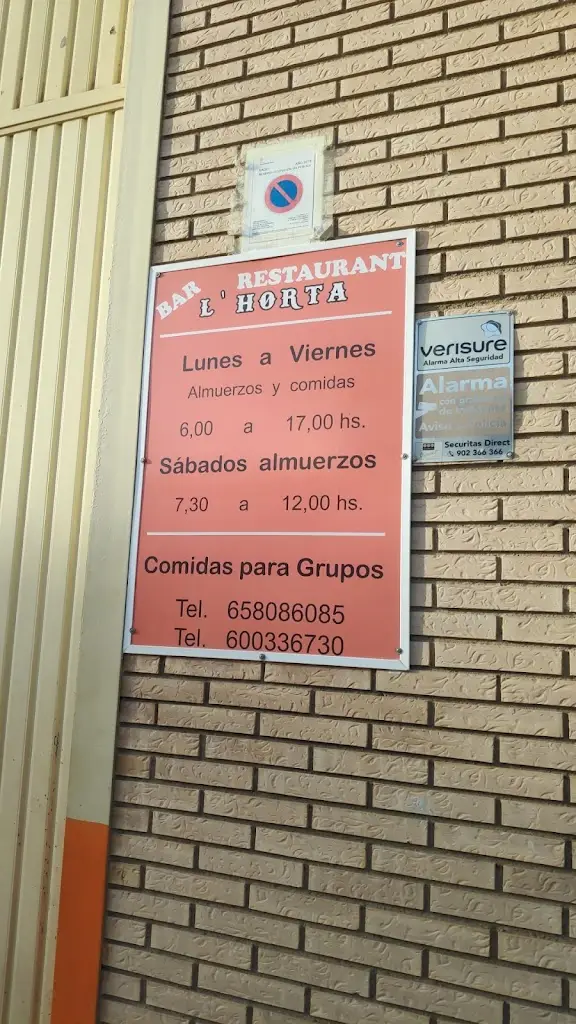 BAR RESTAURANT
L'HORTA
Lunes a Viernes
Almuerzos y comidas
6,00 a 17,00 hs.
Sábados almuerzos
7,30 a 12,00 hs.
Comidas para Grupos
Tel. 658086085
Tel. 600336730
verisure
Alarma Alta Seguridad
Alarma
Securitas Direct
902 366 366